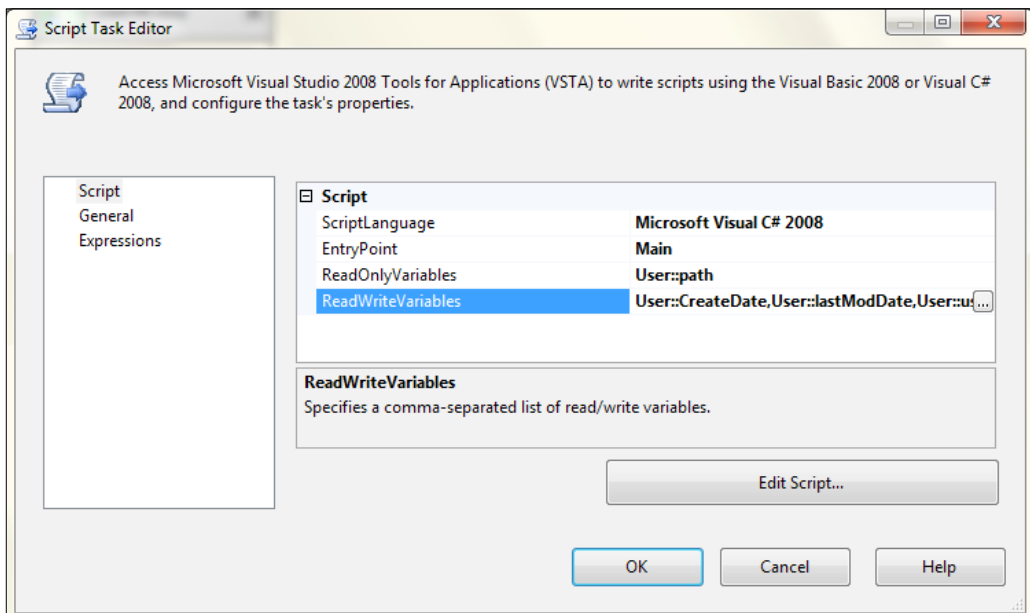 Script Task Editor
Access Microsoft Visual Studio 2008 Tools for Applications (VSTA) to write scripts using the Visual Basic 2008 or Visual C#
2008, and configure the task's properties.
Script
General
Expressions
Script
ScriptLanguage Microsoft Visual C# 2008
EntryPoint Main
ReadOnlyVariables User::path
ReadWriteVariables User::CreateDate,User::lastModDate,User::us...
ReadWriteVariables
Specifies a comma-separated list of read/write variables.
Edit Script...
OK Cancel Help